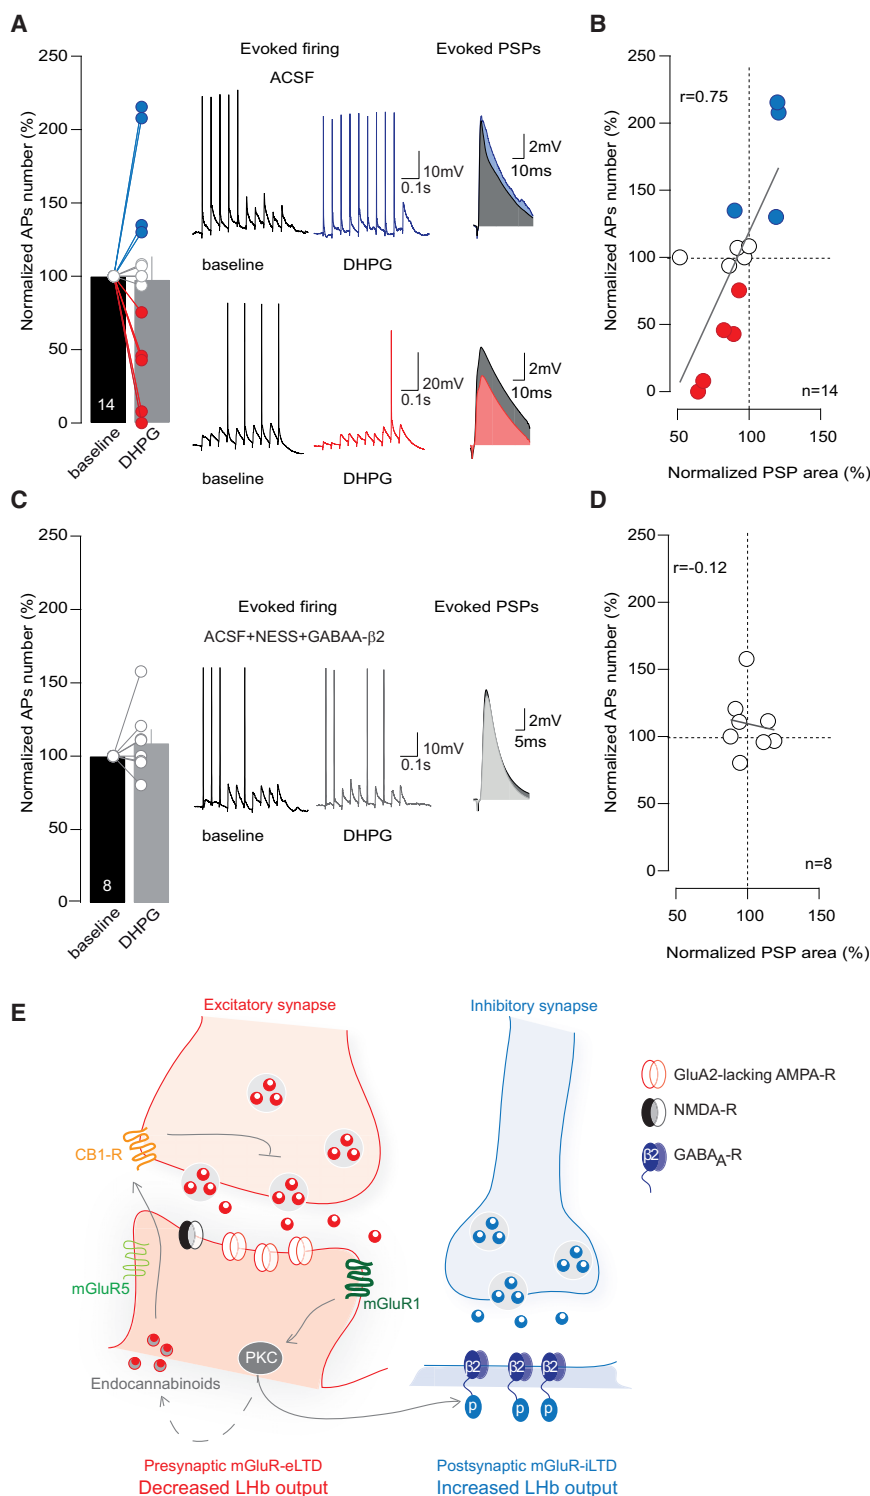 A
Evoked firing
Evoked PSPs
ACSF
Normalized APs number (%)
250
200
150
100
50
0
14
baseline
DHPG
10mV
0.1s
2mV
10ms
baseline
DHPG
20mV
0.1s
2mV
10ms
baseline
DHPG
B
Normalized APs number (%)
250
200
150
100
50
0
r=0.75
n=14
50
100
150
Normalized PSP area (%)
C
Evoked firing
Evoked PSPs
ACSF+NESS+GABAA-β2
Normalized APs number (%)
250
200
150
100
50
0
8
baseline
DHPG
10mV
0.1s
2mV
5ms
baseline
DHPG
D
Normalized APs number (%)
250
200
150
100
50
0
r=-0.12
n=8
50
100
150
Normalized PSP area (%)
E
Excitatory synapse
Inhibitory synapse
GluA2-lacking AMPA-R
NMDA-R
β2
GABAA-R
CB1-R
mGluR5
mGluR1
PKC
Endocannabinoids
β2
β2
β2
p
p
p
Presynaptic mGluR-eLTD
Decreased LHb output
Postsynaptic mGluR-iLTD
Increased LHb output